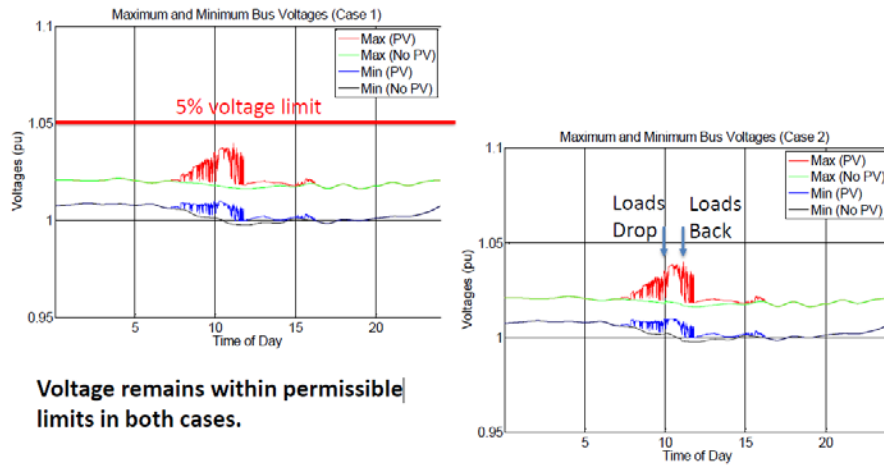 Maximum and Minimum Bus Voltages (Case 1)
1.1
Max (PV)
Max (No PV)
Min (PV)
Min (No PV)
5% voltage limit
1.05
Voltages (pu)
1
0.95
5
10
15
20
Time of Day
Voltage remains within permissible
limits in both cases.
Maximum and Minimum Bus Voltages (Case 2)
1.1
Max (PV)
Max (No PV)
Min (PV)
Min (No PV)
Loads
Drop
Loads
Back
1.05
Voltages (pu)
1
0.95
5
10
15
20
Time of Day